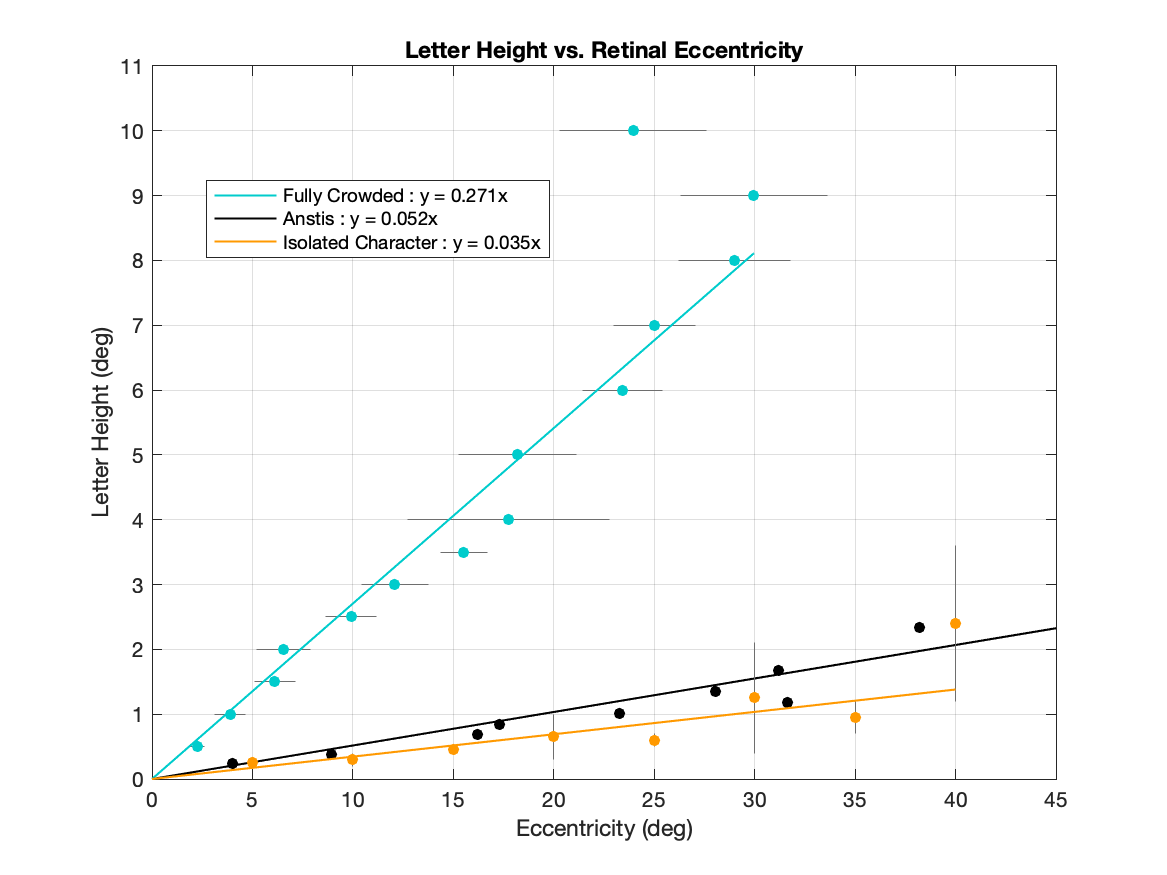 Letter Height vs. Retinal Eccentricity
11
10
9
8
7
6
5
4
3
2
1
0
Letter Height (deg)
Fully Crowded : y = 0.271x
Anstis : y = 0.052x
Isolated Character : y = 0.035x
0 5 10 15 20 25 30 35 40 45
Eccentricity (deg)